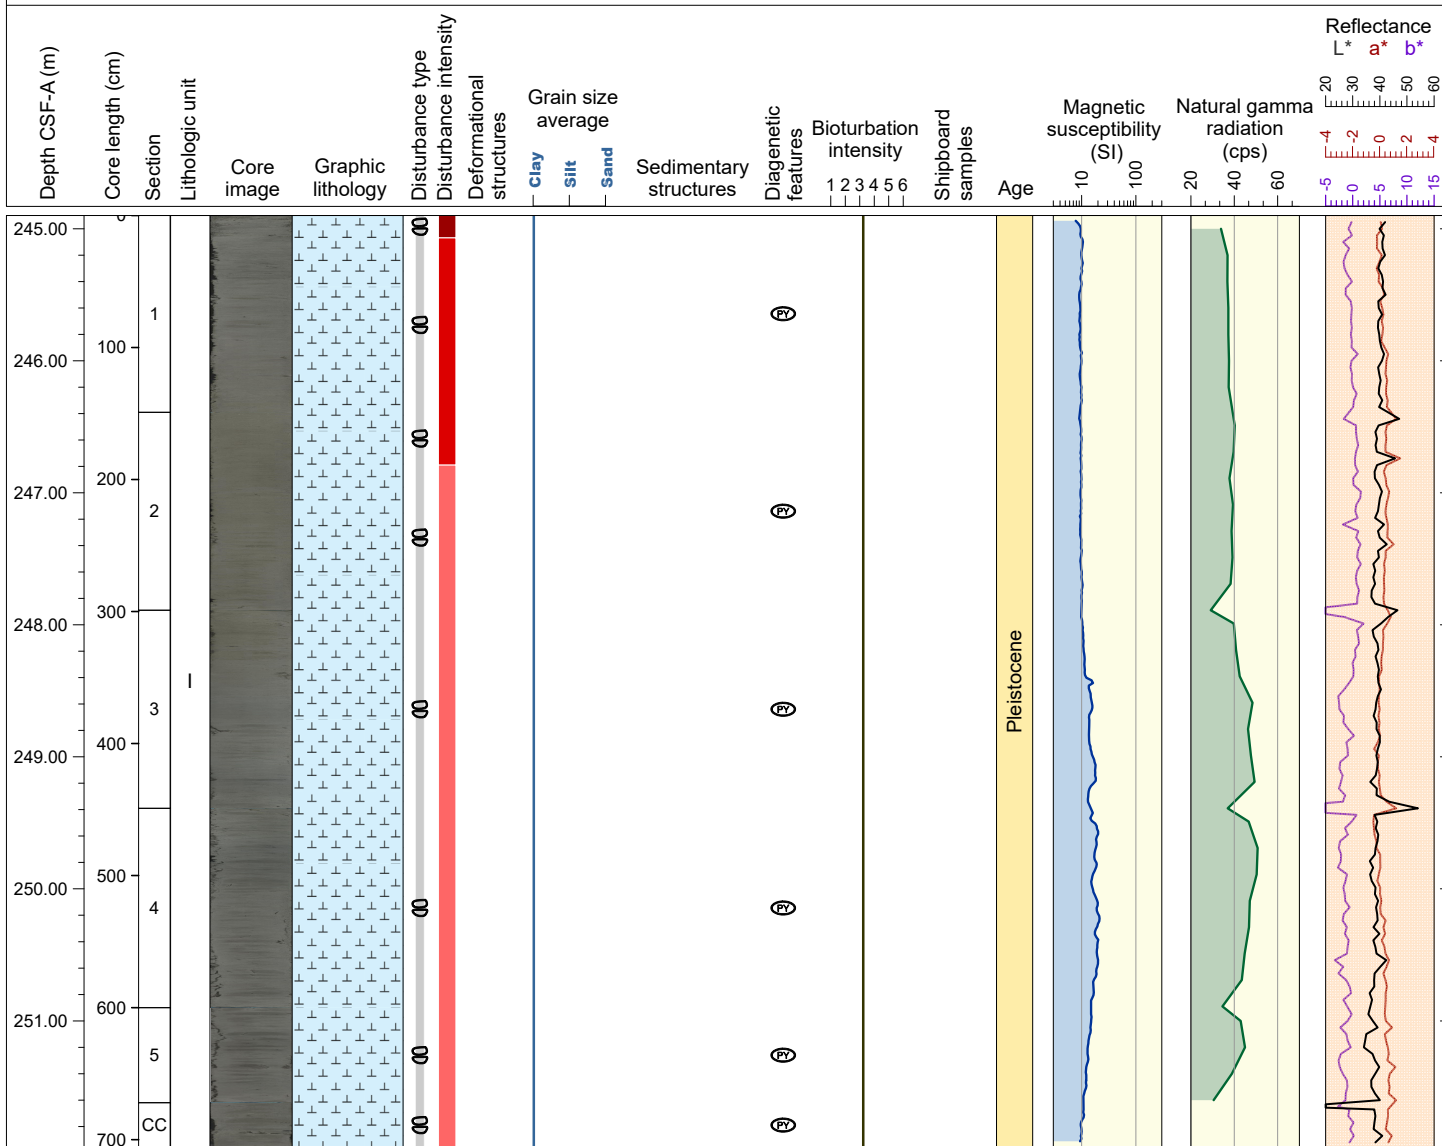 Depth CSF-A (m)
Core length (cm)
Section
Lithologic unit
Core
image
Graphic
lithology
Disturbance type
Disturbance intensity
Deformational
structures
Grain size
average
Clay
Silt
Sand
Sedimentary
structures
Diagenetic
features
Bioturbation
intensity
1 2 3 4 5 6
Shipboard
samples
Age
Magnetic
susceptibility
(SI)
10 100
Natural gamma
radiation
(cps)
20 40 60
Reflectance
L* a* b*
20 30 40 50 60
-4 -2 0 2 4
-5 0 5 10 15
245.00
246.00
247.00
248.00
249.00
250.00
251.00
0
100
200
300
400
500
600
700
1
2
3
4
5
CC
I
PY
PY
PY
PY
PY
PY
Pleistocene